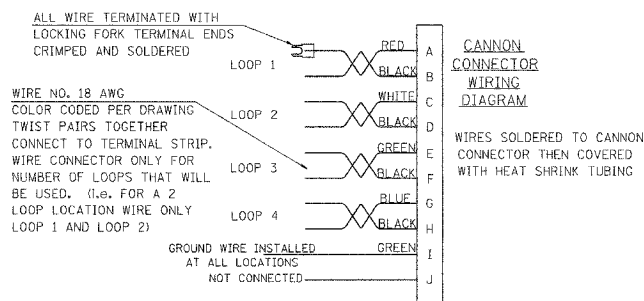 ALL WIRE TERMINATED WITH
LOCKING FORK TERMINAL ENDS
CRIMPED AND SOLDERED
WIRE NO. 18 AWG
COLOR CODED PER DRAWING
TWIST PAIRS TOGETHER
CONNECT TO TERMINAL STRIP.
WIRE CONNECTOR ONLY FOR
NUMBER OF LOOPS THAT WILL
BE USED. (I.e. FOR A 2
LOOP LOCATION WIRE ONLY
LOOP 1 AND LOOP 2)
LOOP 1
RED A
BLACK B
LOOP 2
WHITE C
BLACK D
LOOP 3
GREEN E
BLACK F
LOOP 4
BLUE G
BLACK H
GROUND WIRE INSTALLED
AT ALL LOCATIONS
GREEN I
NOT CONNECTED J
CANNON
CONNECTOR
WIRING
DIAGRAM
WIRES SOLDERED TO CANNON
CONNECTOR THEN COVERED
WITH HEAT SHRINK TUBING